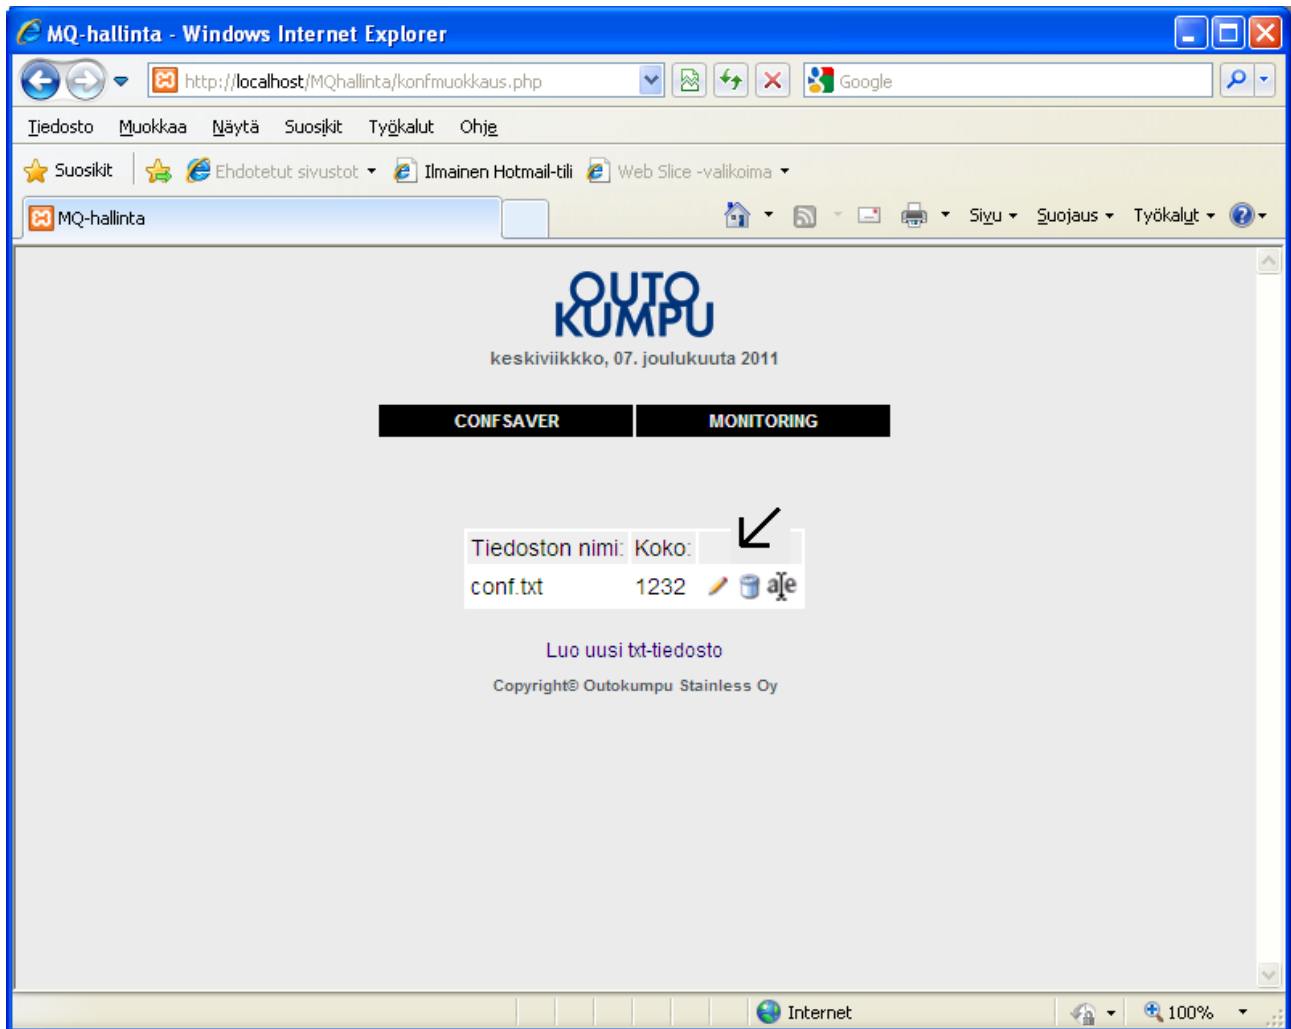 MQ-hallinta - Windows Internet Explorer
http://localhost/MQhallinta/konfmuokkaus.php
Google
Tiedosto Muokkaa Näytä Suosikit Työkalut Ohje
Suosikit Ehdotetut sivustot Ilmainen Hotmail-tili Web Slice -valikoima
MQ-hallinta Sivu Suojaus Työkalut
OUTO
KUMPU
keskiviikkko, 07. joulukuuta 2011
CONFSAVER MONITORING
Tiedoston nimi: Koko:
conf.txt 1232 aIe
Luo uusi txt-tiedosto
Copyright© Outokumpu Stainless Oy
Internet 100%